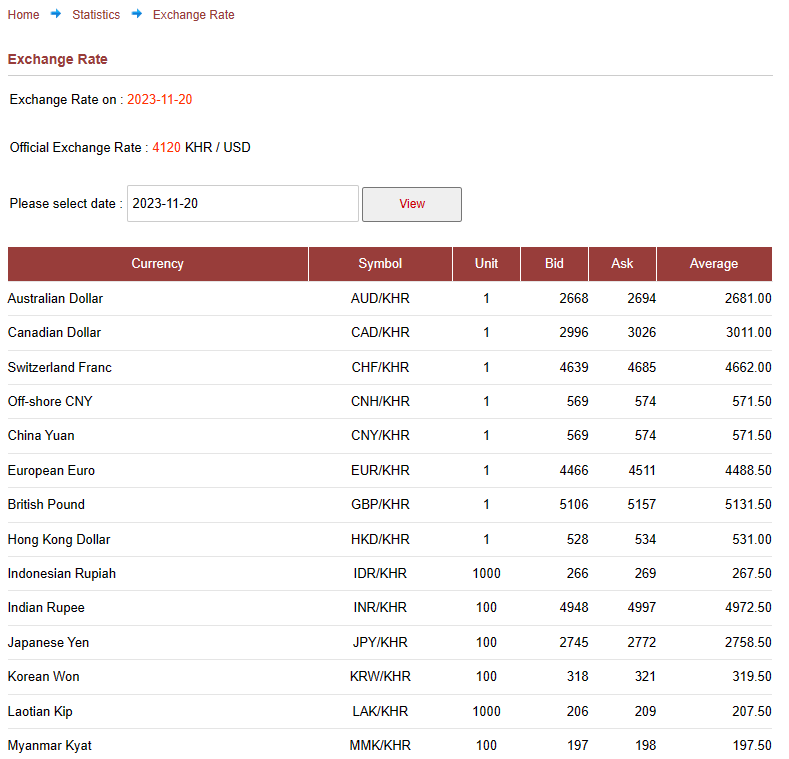 Home Statistics Exchange Rate
Exchange Rate
Exchange Rate on : 2023-11-20
Official Exchange Rate : 4120 KHR / USD
Please select date : 2023-11-20 View
Currency Symbol Unit Bid Ask Average
Australian Dollar AUD/KHR 1 2668 2694 2681.00
Canadian Dollar CAD/KHR 1 2996 3026 3011.00
Switzerland Franc CHF/KHR 1 4639 4685 4662.00
Off-shore CNY CNH/KHR 1 569 574 571.50
China Yuan CNY/KHR 1 569 574 571.50
European Euro EUR/KHR 1 4466 4511 4488.50
British Pound GBP/KHR 1 5106 5157 5131.50
Hong Kong Dollar HKD/KHR 1 528 534 531.00
Indonesian Rupiah IDR/KHR 1000 266 269 267.50
Indian Rupee INR/KHR 100 4948 4997 4972.50
Japanese Yen JPY/KHR 100 2745 2772 2758.50
Korean Won KRW/KHR 100 318 321 319.50
Laotian Kip LAK/KHR 1000 206 209 207.50
Myanmar Kyat MMK/KHR 100 197 198 197.50